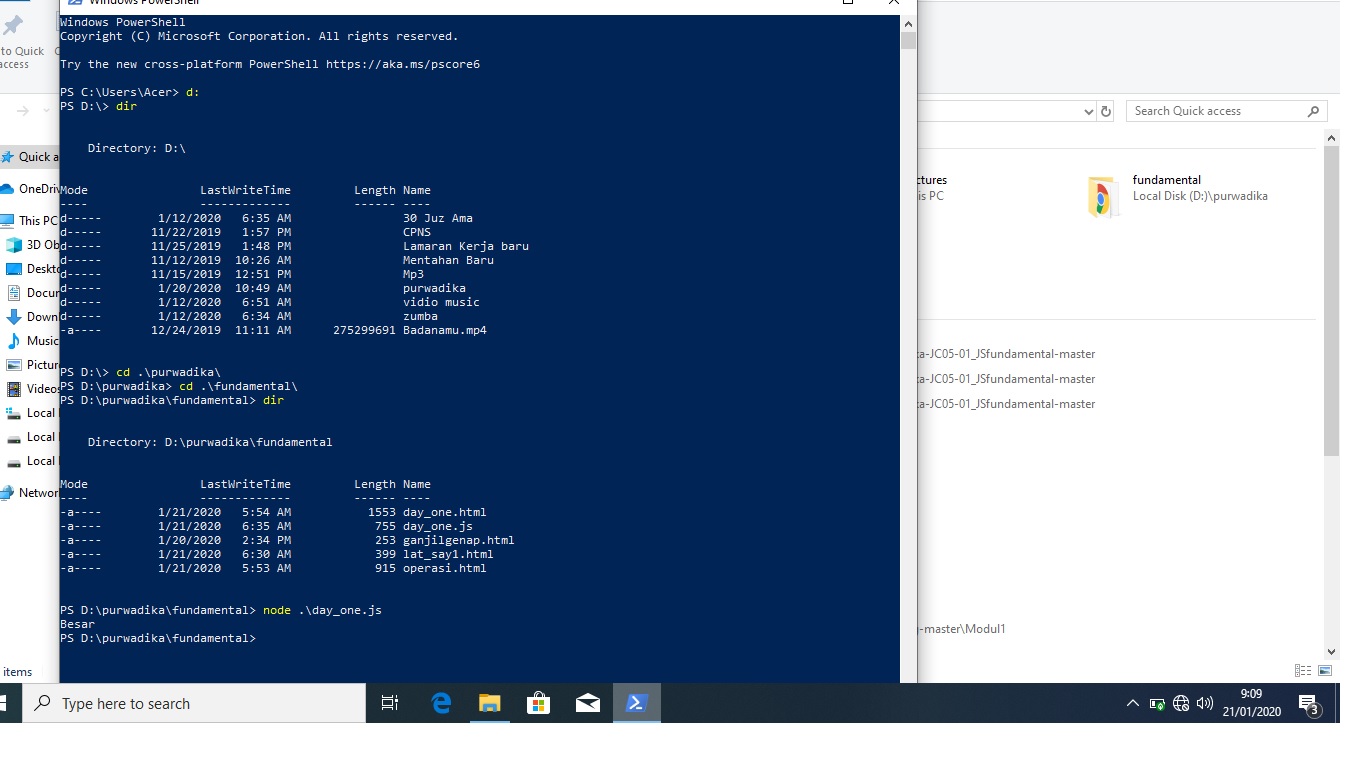 Windows PowerShell
Windows PowerShell
Copyright (C) Microsoft Corporation. All rights reserved.
Try the new cross-platform PowerShell https://aka.ms/pscore6
PS C:\Users\Acer> d:
PS D:\> dir
Directory: D:\
Mode LastWriteTime Length Name
---- ------------- ------ ----
d----- 1/12/2020 6:35 AM 30 Juz Ama
d----- 11/22/2019 1:57 PM CPNS
d----- 11/25/2019 1:48 PM Lamaran Kerja baru
d----- 11/12/2019 10:26 AM Mentahan Baru
d----- 11/15/2019 12:51 PM Mp3
d----- 1/20/2020 10:49 AM purwadika
d----- 1/12/2020 6:51 AM vidio music
d----- 1/12/2020 6:34 AM zumba
-a---- 12/24/2019 11:11 AM 275299691 Badanamu.mp4
PS D:\> cd .\purwadika\
PS D:\purwadika> cd .\fundamental\
PS D:\purwadika\fundamental> dir
Directory: D:\purwadika\fundamental
Mode LastWriteTime Length Name
---- ------------- ------ ----
-a---- 1/21/2020 5:54 AM 1553 day_one.html
-a---- 1/21/2020 6:35 AM 755 day_one.js
-a---- 1/20/2020 2:34 PM 253 ganjilgenap.html
-a---- 1/21/2020 6:30 AM 399 lat_say1.html
-a---- 1/21/2020 5:53 AM 915 operasi.html
PS D:\purwadika\fundamental> node .\day_one.js
Besar
PS D:\purwadika\fundamental>
to Quick
access
Quick a
OneDriv
This PC
3D Ob
Deskto
Docur
Down
Music
Pictur
Videos
Local
Local
Local
Networ
items
Search Quick access
ctures
is PC
fundamental
Local Disk (D:)\purwadika
ka-JC05-01_JSfundamental-master
ka-JC05-01_JSfundamental-master
ka-JC05-01_JSfundamental-master
g-master\Modul1
Type here to search
9:09
21/01/2020
3